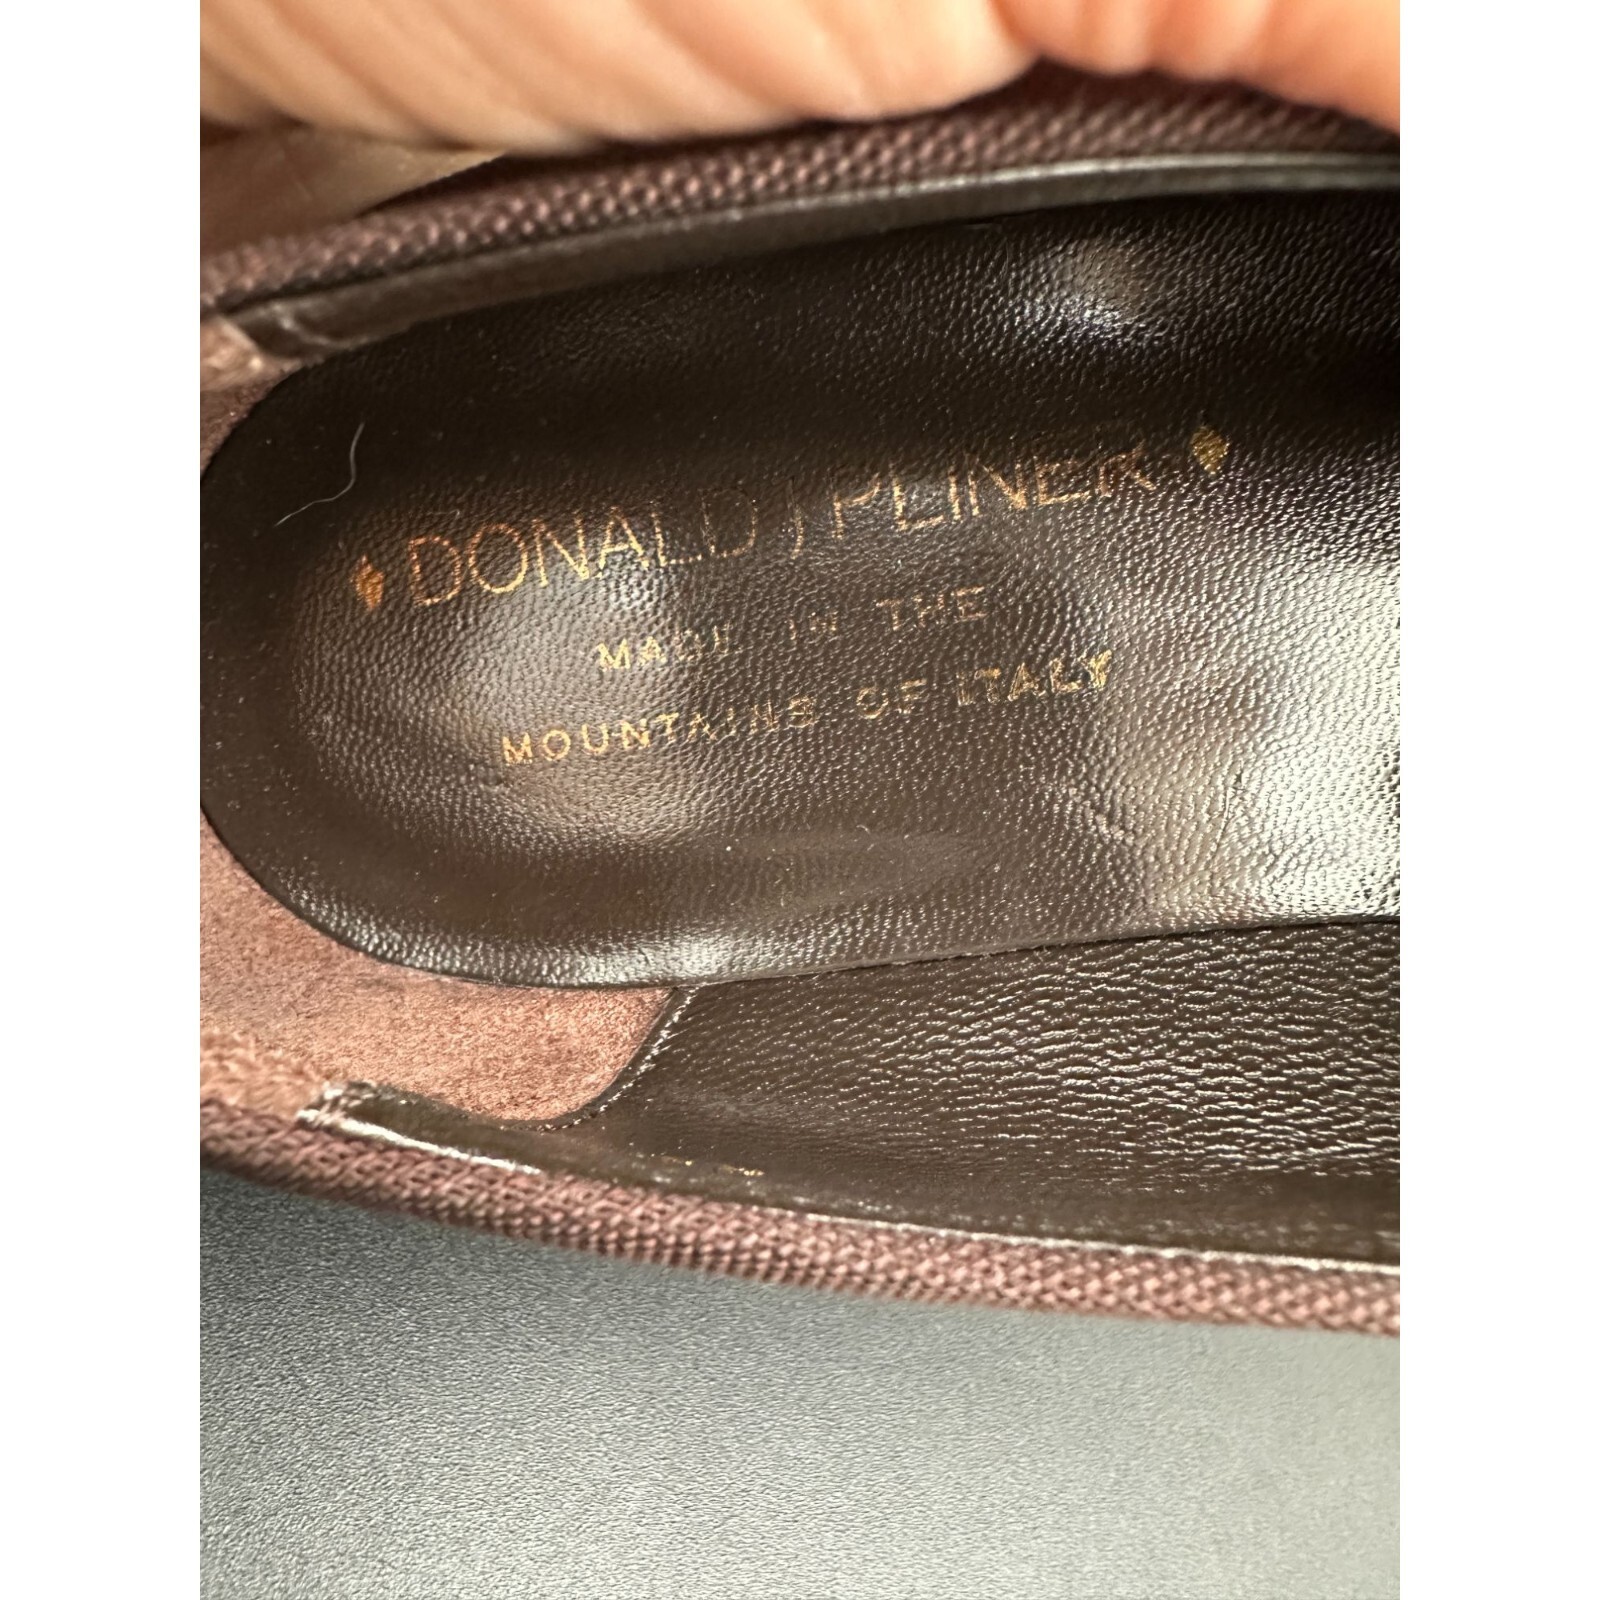 DONALD J PLINER
MADE IN THE
MOUNTAINS OF ITALY